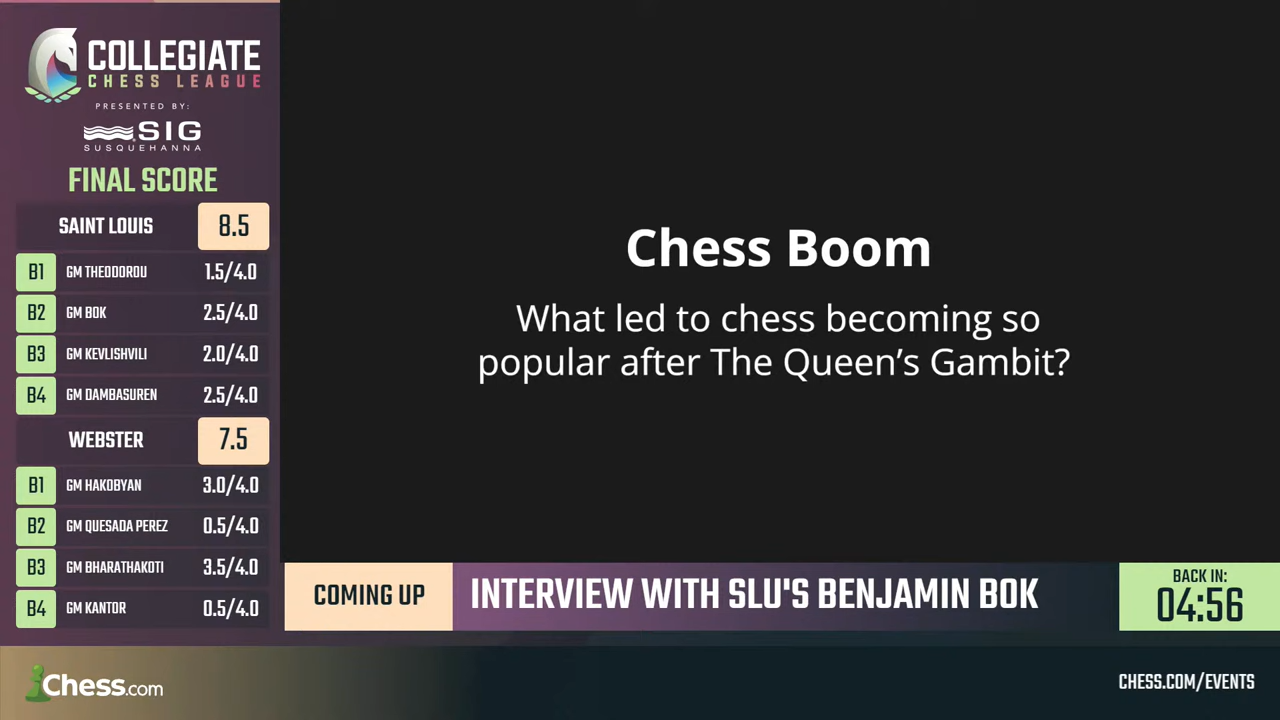 COLLEGIATE
CHESS LEAGUE
PRESENTED BY:
SIG
SUSQUEHANNA
FINAL SCORE
SAINT LOUIS 8.5
B1 GM THEODOROU 1.5/4.0
B2 GM BOK 2.5/4.0
B3 GM KEVLISHVILI 2.0/4.0
B4 GM DAMBASUREN 2.5/4.0
WEBSTER 7.5
B1 GM HAKOBYAN 3.0/4.0
B2 GM QUESADA PEREZ 0.5/4.0
B3 GM BHARATHAKOTI 3.5/4.0
B4 GM KANTOR 0.5/4.0
Chess Boom
What led to chess becoming so
popular after The Queen’s Gambit?
COMING UP
INTERVIEW WITH SLU'S BENJAMIN BOK
BACK IN:
04:56
Chess.com
CHESS.COM/EVENTS